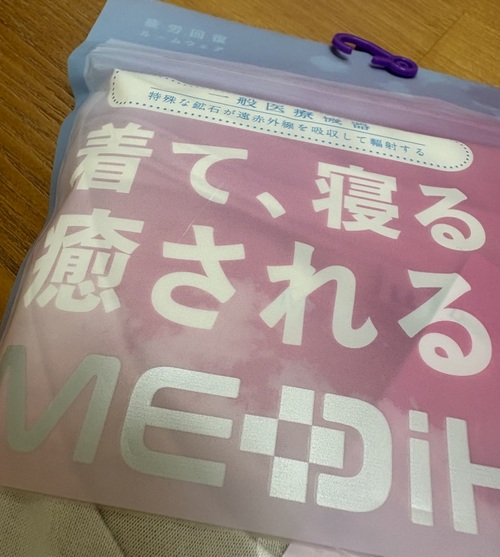 疲労回復
ルームウェア
一般医療機器
特殊な鉱石が遠赤外線を吸収して輻射する
着て、寝る
癒される
MEDiH